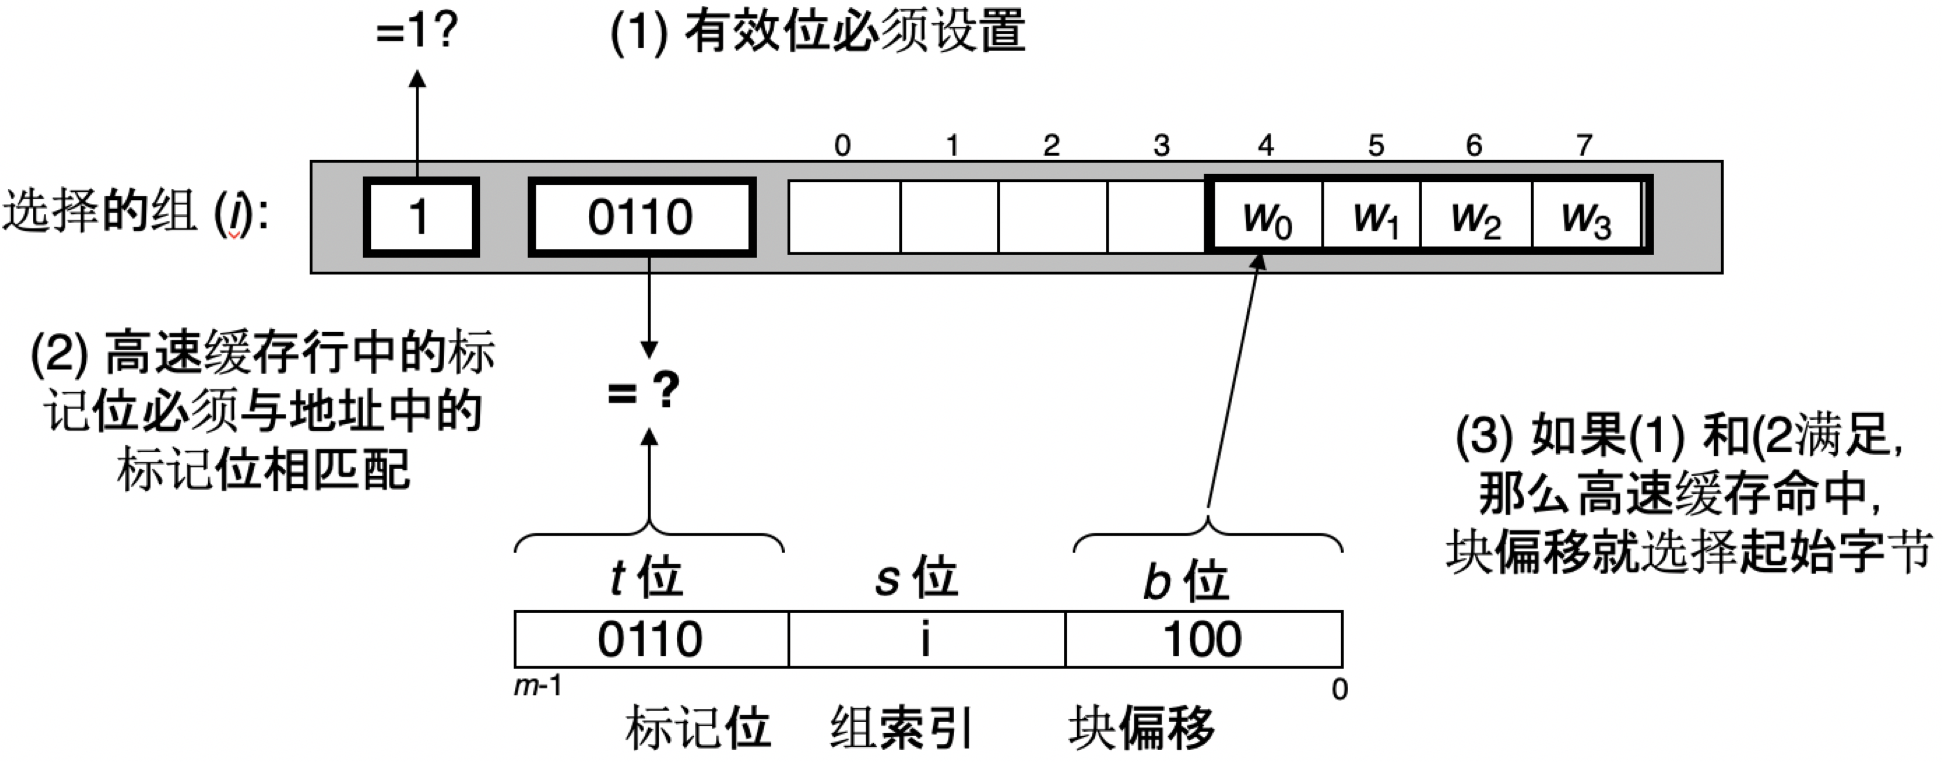 =1?
(1) 有效位必须设置
0 1 2 3 4 5 6 7
选择的组 (i):
1
0110
w0 w1 w2 w3
(2) 高速缓存行中的标
记位必须与地址中的
标记位相匹配
= ?
(3) 如果(1) 和(2满足,
那么高速缓存命中,
块偏移就选择起始字节
t 位
s 位
b 位
0110
i
100
m-1
0
标记位
组索引
块偏移